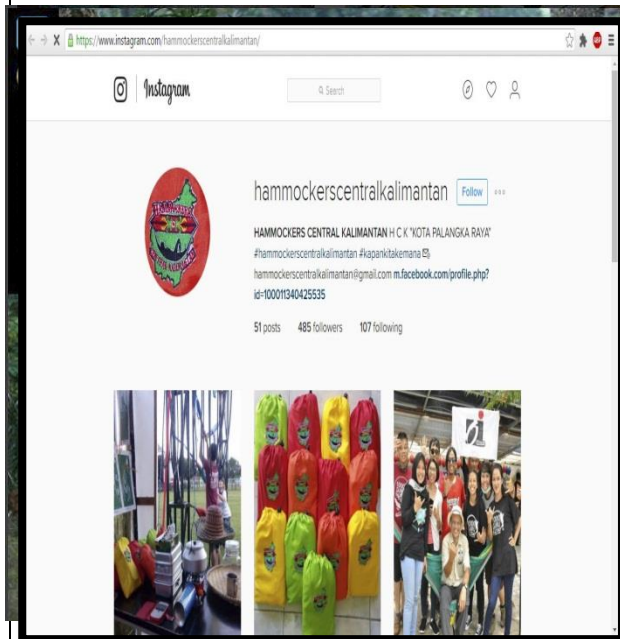 https://www.instagram.com/hammockerscentralkalimantan/
Instagram
Search
hammockerscentralkalimantan Follow
HAMMOCKERS CENTRAL KALIMANTAN H C K "KOTA PALANGKA RAYA"
#hammockerscentralkalimantan #kapankitakemana
hammockerscentralkalimantan@gmail.com m.facebook.com/profile.php?
id=100011340425535
51 posts 485 followers 107 following